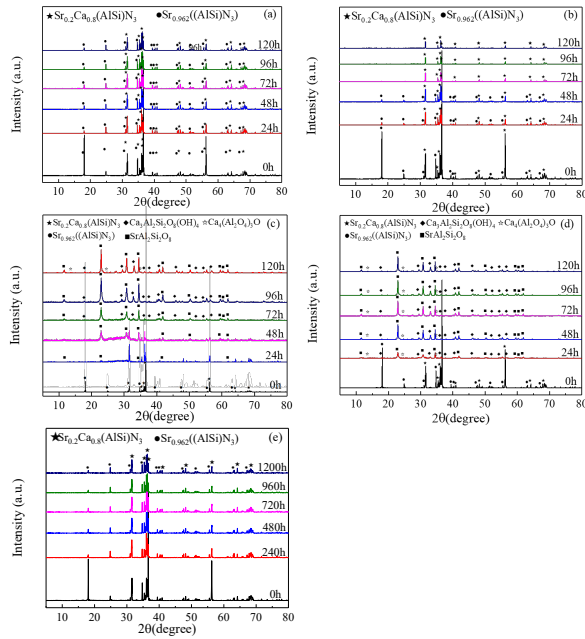 ★Sr0.2Ca0.8(AlSi)N3 ●Sr0.962((AlSi)N3) (a)
120h
96h
96h
72h
48h
24h
0h
Intensity (a.u.)
10 20 30 40 50 60 70 80
2θ(degree)
★Sr0.2Ca0.8(AlSi)N3 ●Sr0.962((AlSi)N3) (b)
120h
96h
72h
48h
24h
0h
Intensity (a.u.)
10 20 30 40 50 60 70 80
2θ(degree)
★Sr0.2Ca0.8(AlSi)N3 ◆Ca3Al2Si2O8(OH)4 ☆Ca4(Al2O4)3O
●Sr0.962((AlSi)N3) ■SrAl2Si2O8 (c)
120h
96h
72h
48h
24h
0h
Intensity (a.u.)
10 20 30 40 50 60 70 80
2θ(degree)
★Sr0.2Ca0.8(AlSi)N3 ◆Ca3Al2Si2O8(OH)4 ☆Ca4(Al2O4)3O
●Sr0.962((AlSi)N3) ■SrAl2Si2O8 (d)
120h
96h
72h
48h
24h
0h
Intensity (a.u.)
10 20 30 40 50 60 70 80
2θ(degree)
★Sr0.2Ca0.8(AlSi)N3 ●Sr0.962((AlSi)N3) (e)
1200h
960h
720h
480h
240h
0h
Intensity (a.u.)
10 20 30 40 50 60 70 80
2θ(degree)